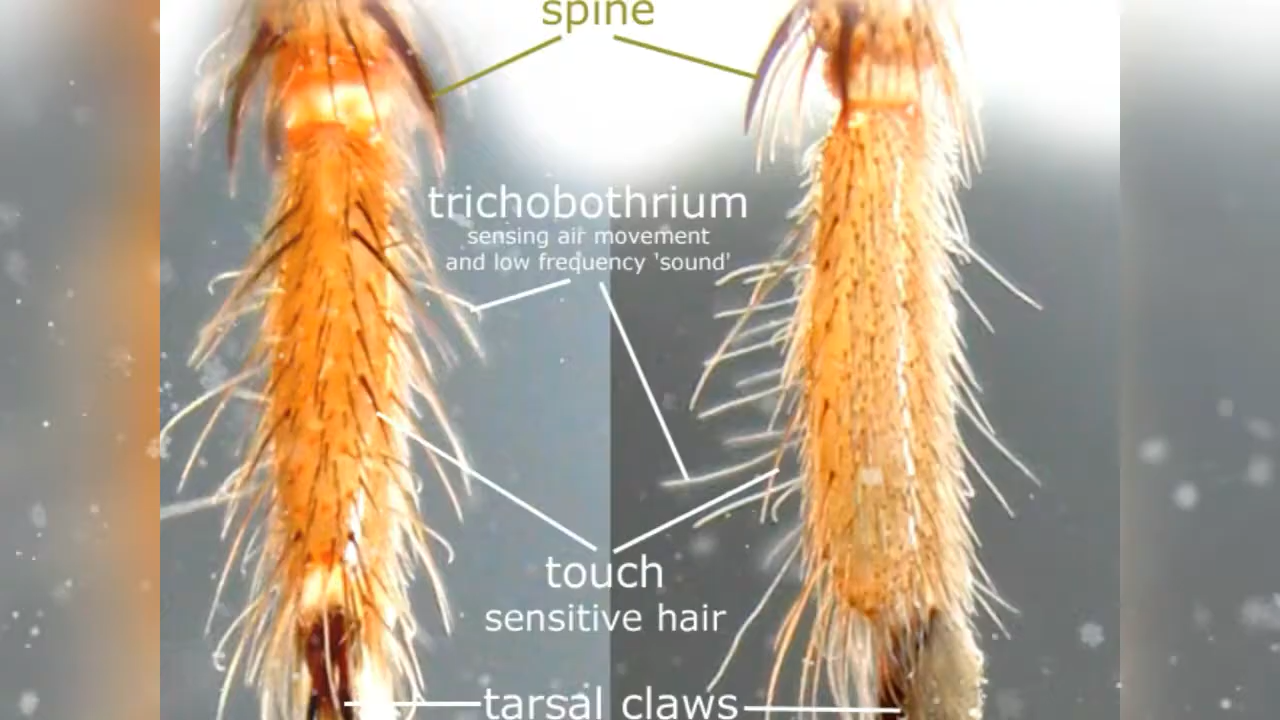 spine
trichobothrium
sensing air movement
and low frequency 'sound'
touch
sensitive hair
tarsal claws